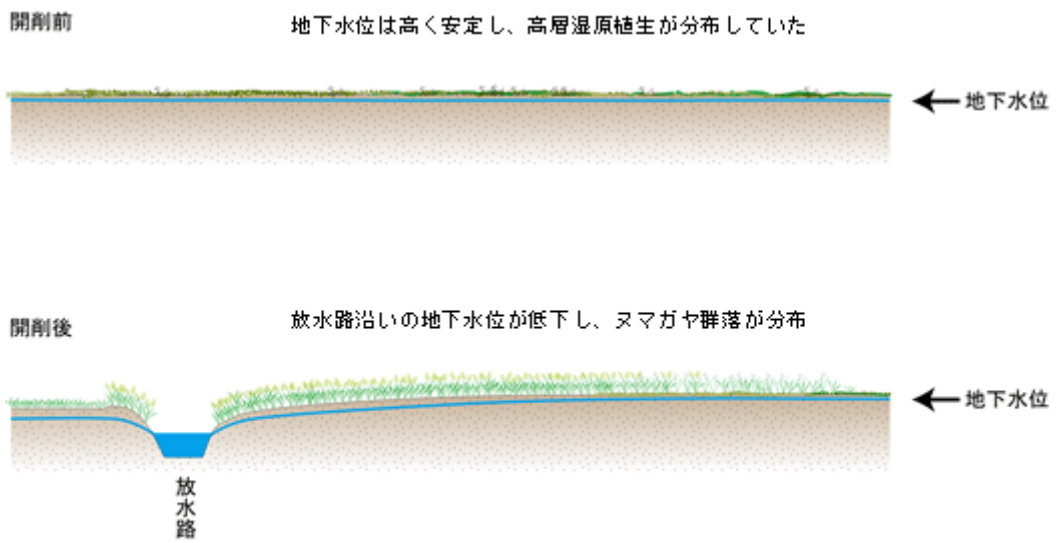 開削前
地下水位は高く安定し、高層湿原植生が分布していた
地下水位
開削後
放水路沿いの地下水位が低下し、ヌマガヤ群落が分布
地下水位
放水路